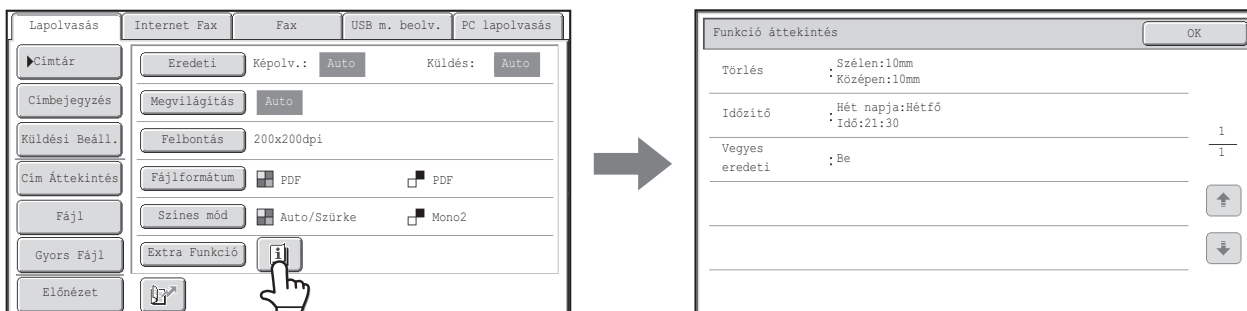 Lapolvasás Internet Fax Fax USB m. beolv. PC lapolvasás
Címtár
Eredeti Képolv.: Auto Küldés: Auto
Címbejegyzés
Megvilágítás Auto
Küldési Beáll.
Felbontás 200x200dpi
Cím Áttekintés
Fájlformátum PDF PDF
Fájl
Színes mód Auto/Szürke Mono2
Gyors Fájl
Extra Funkció
Előnézet
Funkció áttekintés OK
Törlés :Szélen:10mm
Középen:10mm
Időzítő :Hét napja:Hétfő
Idő:21:30
Vegyes
eredeti :Be
1
1